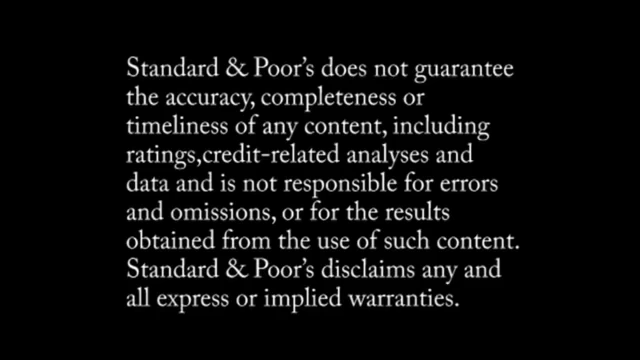 Standard & Poor's does not guarantee
the accuracy, completeness or
timeliness of any content, including
ratings,credit-related analyses and
data and is not responsible for errors
and omissions, or for the results
obtained from the use of such content.
Standard & Poor's disclaims any and
all express or implied warranties.